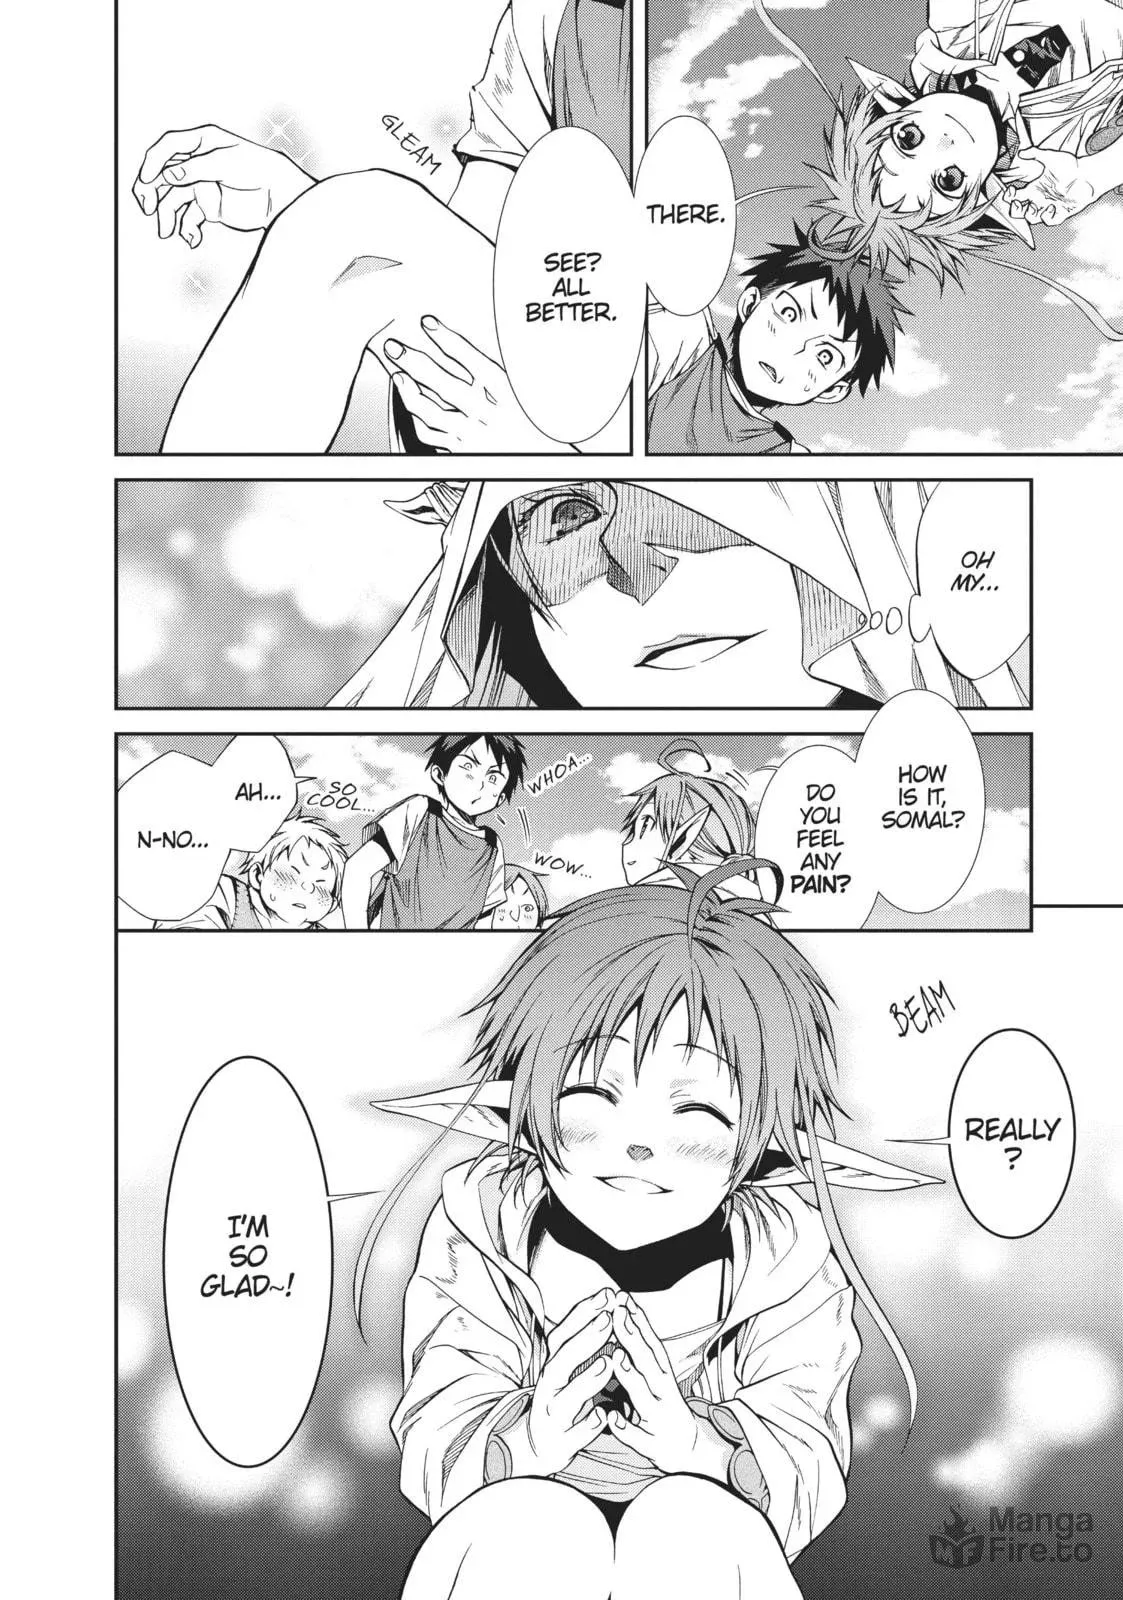 THERE.
SEE?
ALL
BETTER.
GLEAM
OH
MY...
HOW
IS IT,
SOMAL?
DO
YOU
FEEL
ANY
PAIN?
WHOA...
WOW...
SO
COOL...
AH...
N-NO...
BEAM
REALLY
?
I'M
SO
GLAD~!
Manga
MF Fire.to